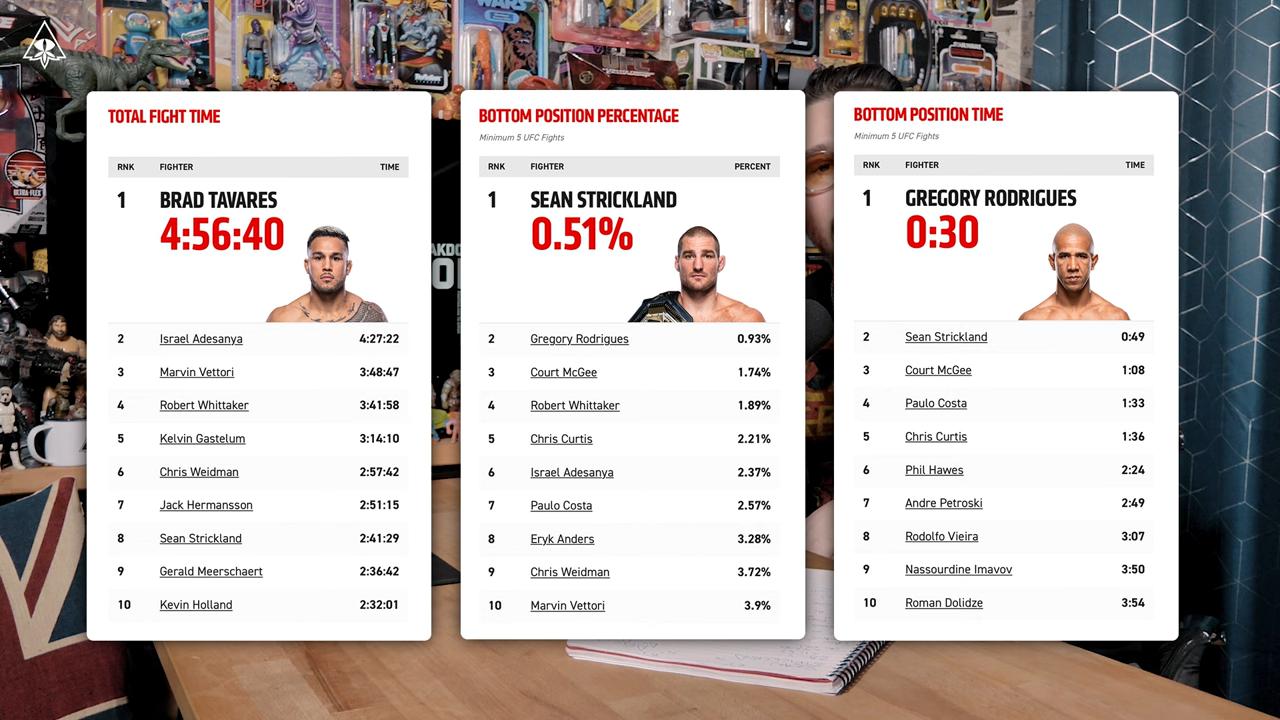 TOTAL FIGHT TIME
RNK FIGHTER TIME
1 BRAD TAVARES
4:56:40
2 Israel Adesanya 4:27:22
3 Marvin Vettori 3:48:47
4 Robert Whittaker 3:41:58
5 Kelvin Gastelum 3:14:10
6 Chris Weidman 2:57:42
7 Jack Hermansson 2:51:15
8 Sean Strickland 2:41:29
9 Gerald Meerschaert 2:36:42
10 Kevin Holland 2:32:01
BOTTOM POSITION PERCENTAGE
Minimum 5 UFC Fights
RNK FIGHTER PERCENT
1 SEAN STRICKLAND
0.51%
2 Gregory Rodrigues 0.93%
3 Court McGee 1.74%
4 Robert Whittaker 1.89%
5 Chris Curtis 2.21%
6 Israel Adesanya 2.37%
7 Paulo Costa 2.57%
8 Eryk Anders 3.28%
9 Chris Weidman 3.72%
10 Marvin Vettori 3.9%
BOTTOM POSITION TIME
Minimum 5 UFC Fights
RNK FIGHTER TIME
1 GREGORY RODRIGUES
0:30
2 Sean Strickland 0:49
3 Court McGee 1:08
4 Paulo Costa 1:33
5 Chris Curtis 1:36
6 Phil Hawes 2:24
7 Andre Petroski 2:49
8 Rodolfo Vieira 3:07
9 Nassourdine Imavov 3:50
10 Roman Dolidze 3:54
WARS